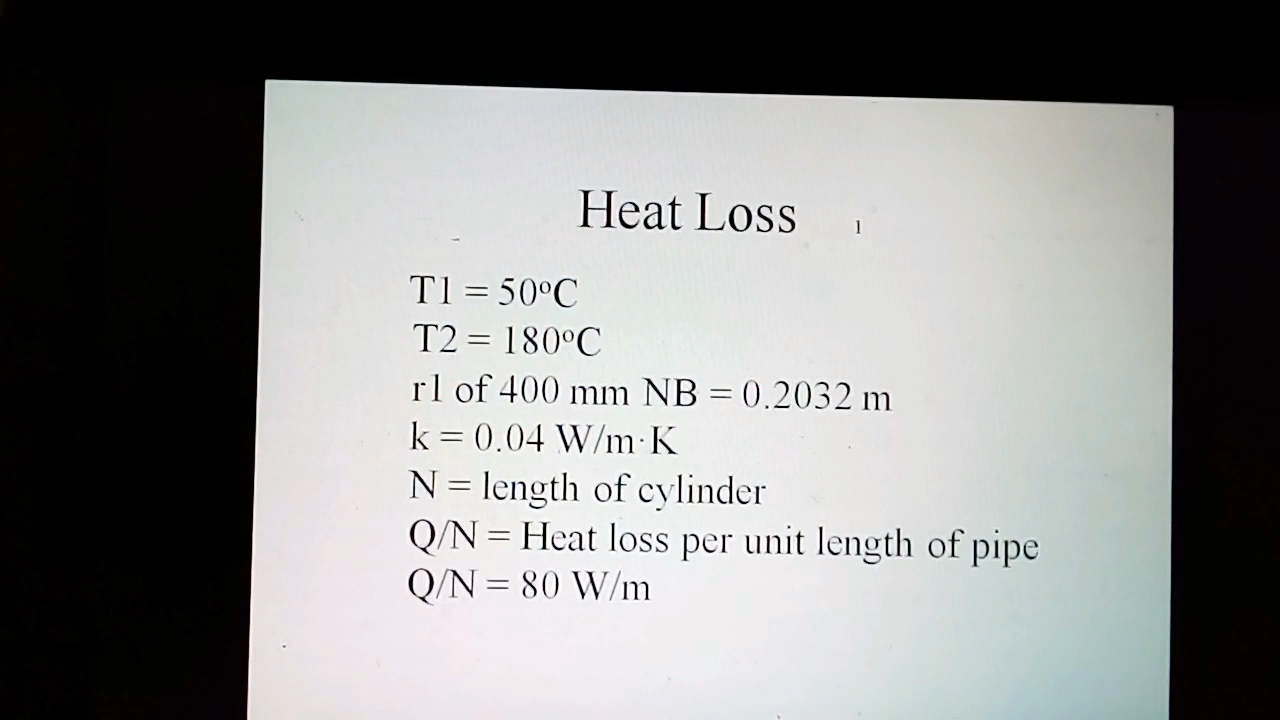 Heat Loss 1
T1 = 50ºC
T2 = 180ºC
r1 of 400 mm NB = 0.2032 m
k = 0.04 W/m·K
N = length of cylinder
Q/N = Heat loss per unit length of pipe
Q/N = 80 W/m